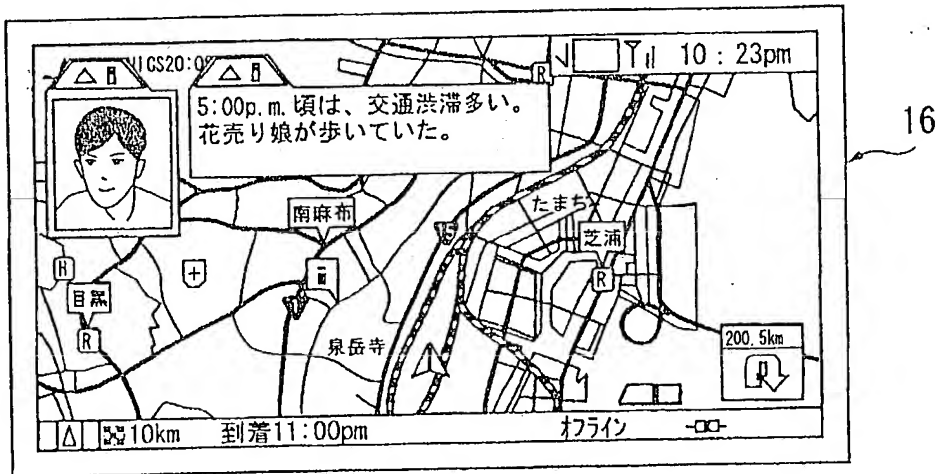 10:23pm
5:00p.m.頃は、交通渋滞多い。
花売り娘が歩いていた。
16
たまち
南麻布
芝浦
15
H
目黒
R
R
R
泉岳寺
200.5km
10km
到着11:00pm
オフライン